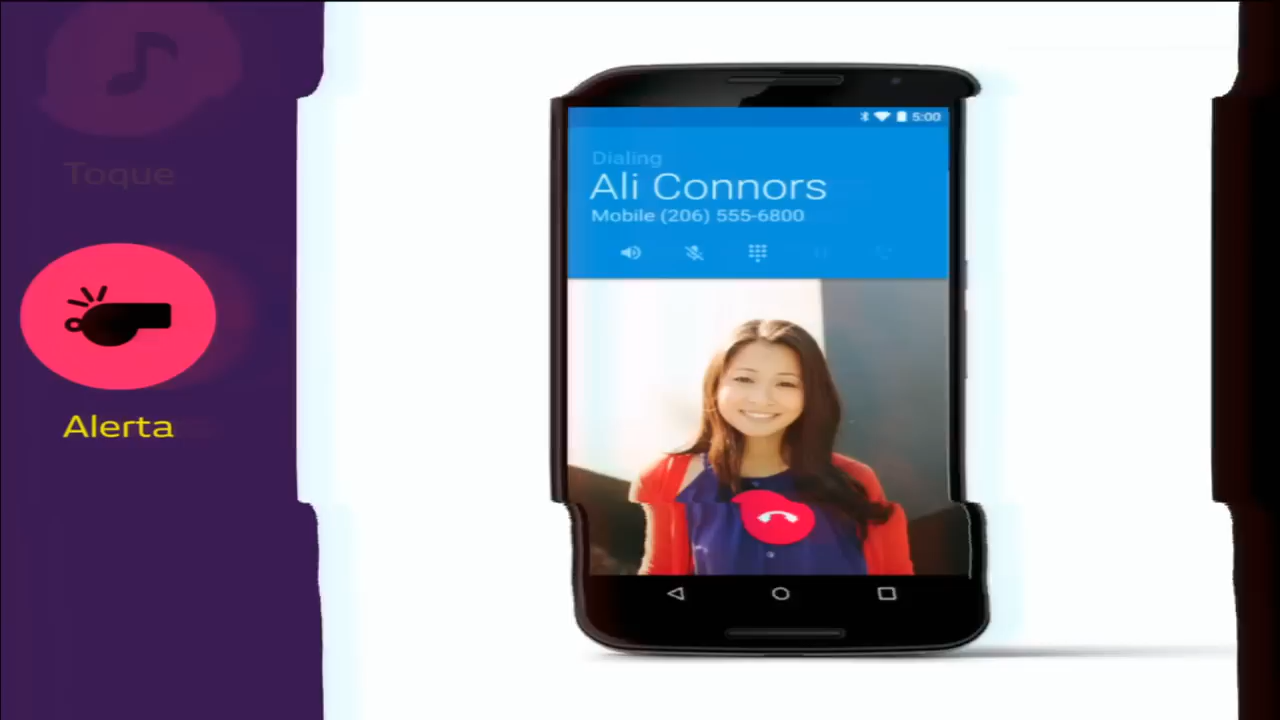 Toque
Alerta
5:00
Dialing
Ali Connors
Mobile (206) 555-6800